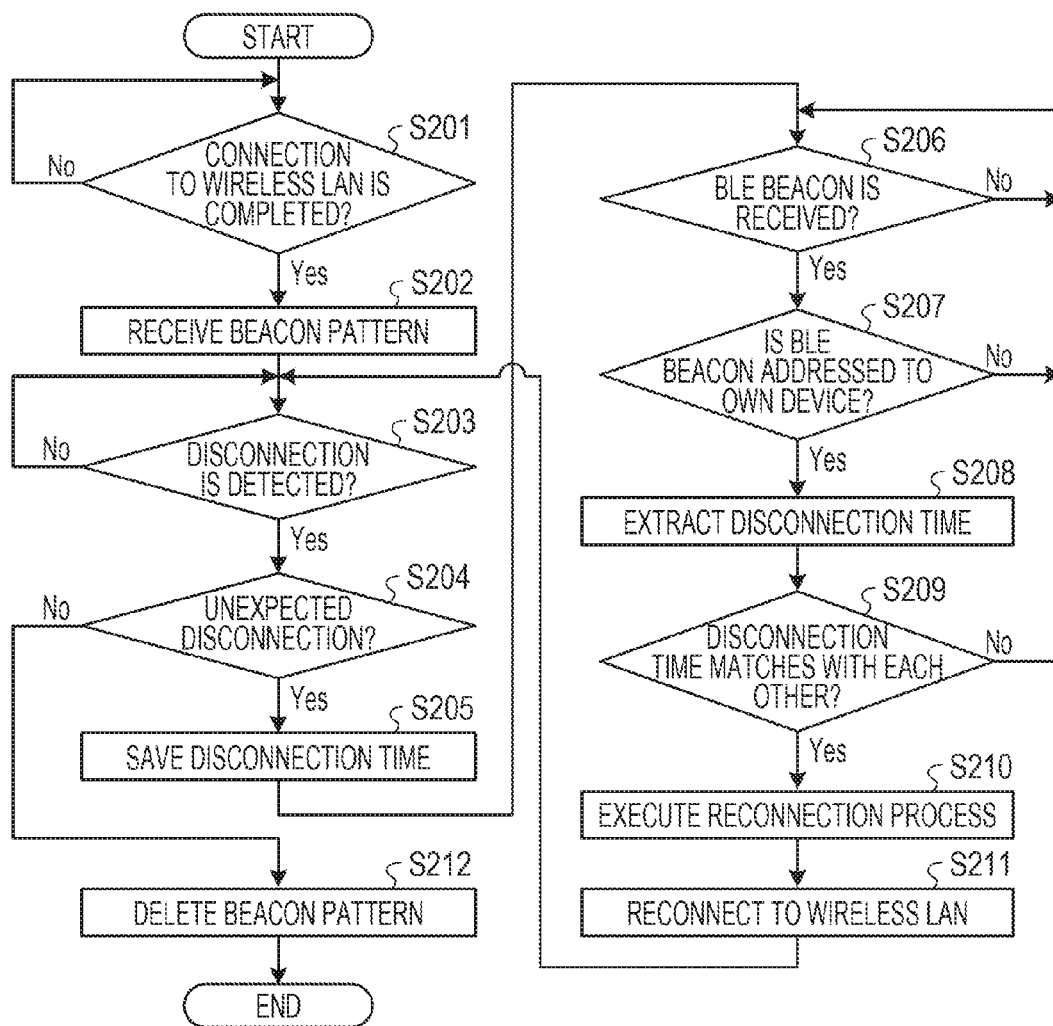 START
S201
CONNECTION
TO WIRELESS LAN IS
COMPLETED?
No
Yes
S202
RECEIVE BEACON PATTERN
S203
No
DISCONNECTION
IS DETECTED?
Yes
S204
No
UNEXPECTED
DISCONNECTION?
Yes
S205
SAVE DISCONNECTION TIME
S212
DELETE BEACON PATTERN
END
S206
No
BLE BEACON IS
RECEIVED?
Yes
S207
IS BLE
BEACON ADDRESSED TO
OWN DEVICE?
No
Yes
S208
EXTRACT DISCONNECTION TIME
S209
DISCONNECTION
TIME MATCHES WITH EACH
OTHER?
No
Yes
S210
EXECUTE RECONNECTION PROCESS
S211
RECONNECT TO WIRELESS LAN